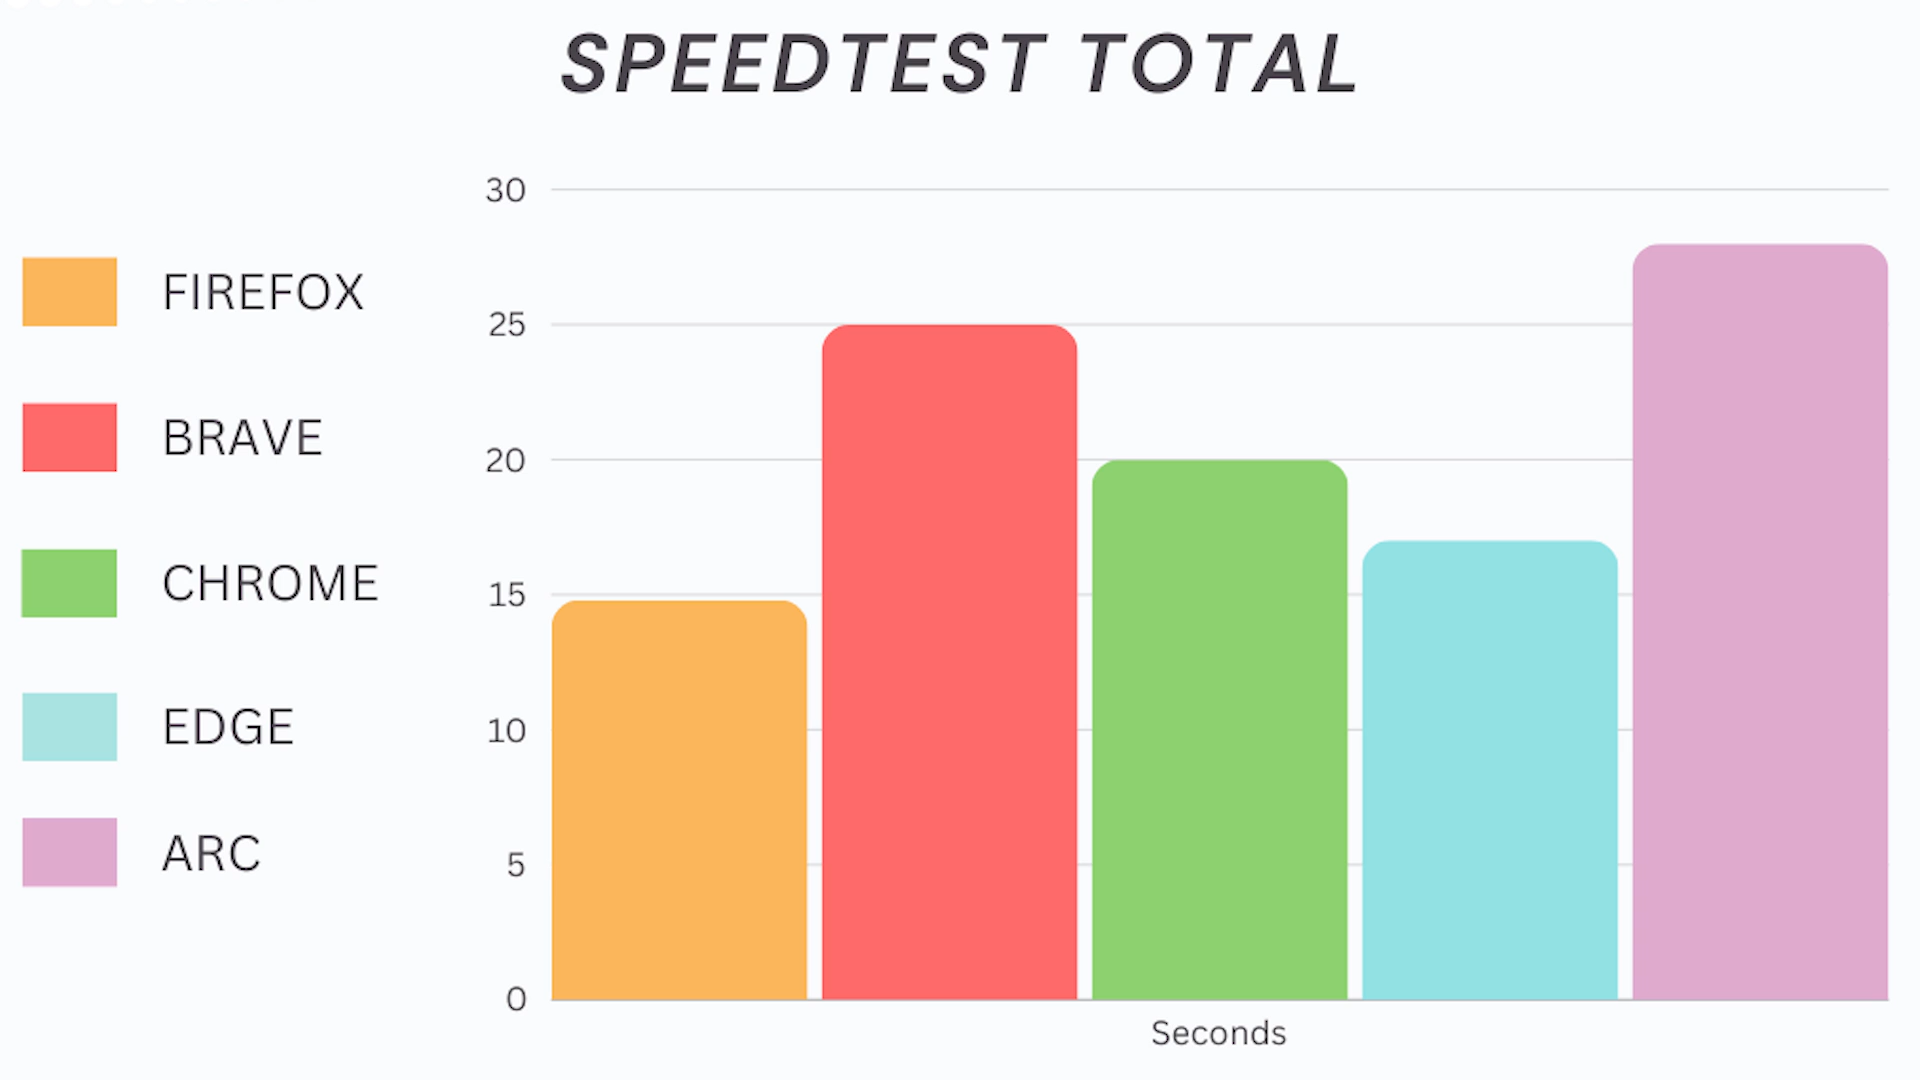 SPEEDTEST TOTAL
FIREFOX
BRAVE
CHROME
EDGE
ARC
30
25
20
15
10
5
0
Seconds